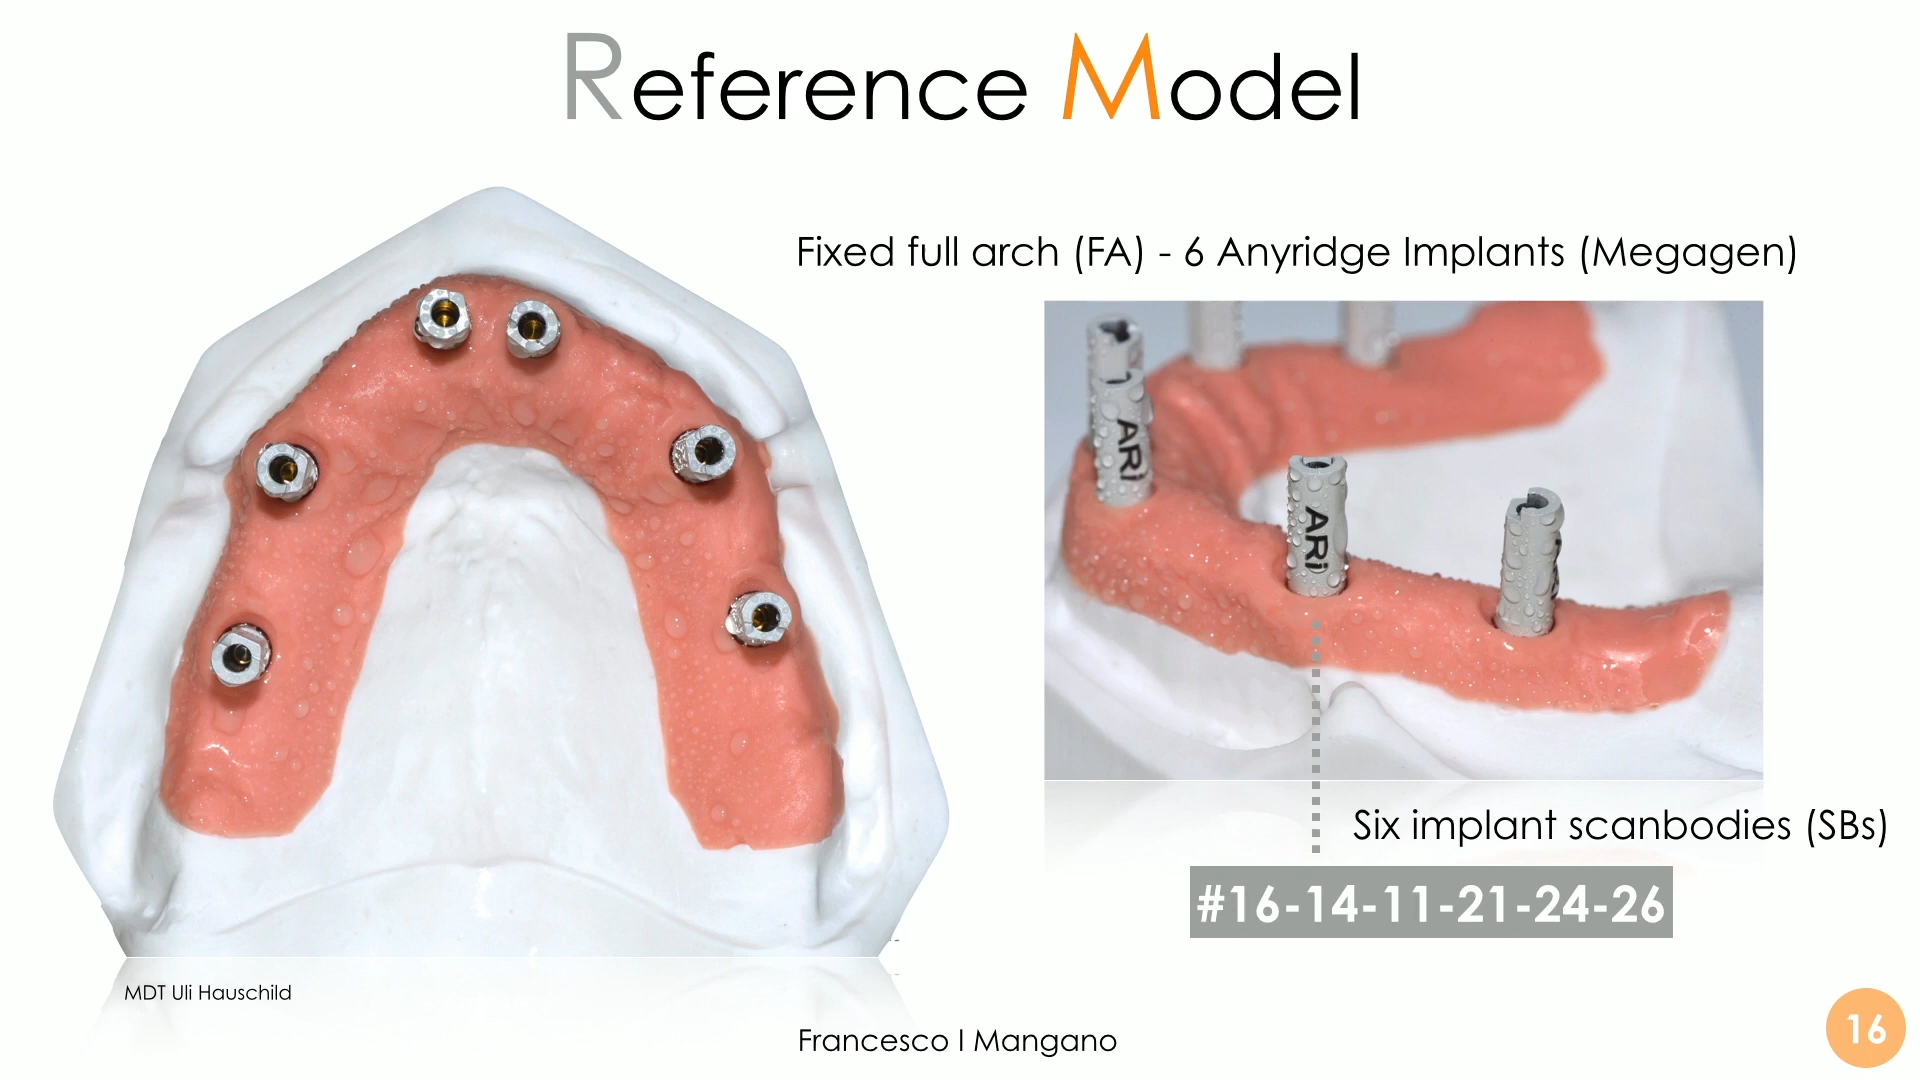 Reference Model
Fixed full arch (FA) - 6 Anyridge Implants (Megagen)
ARi
ARi
Six implant scanbodies (SBs)
#16-14-11-21-24-26
MDT Uli Hauschild
Francesco I Mangano
16